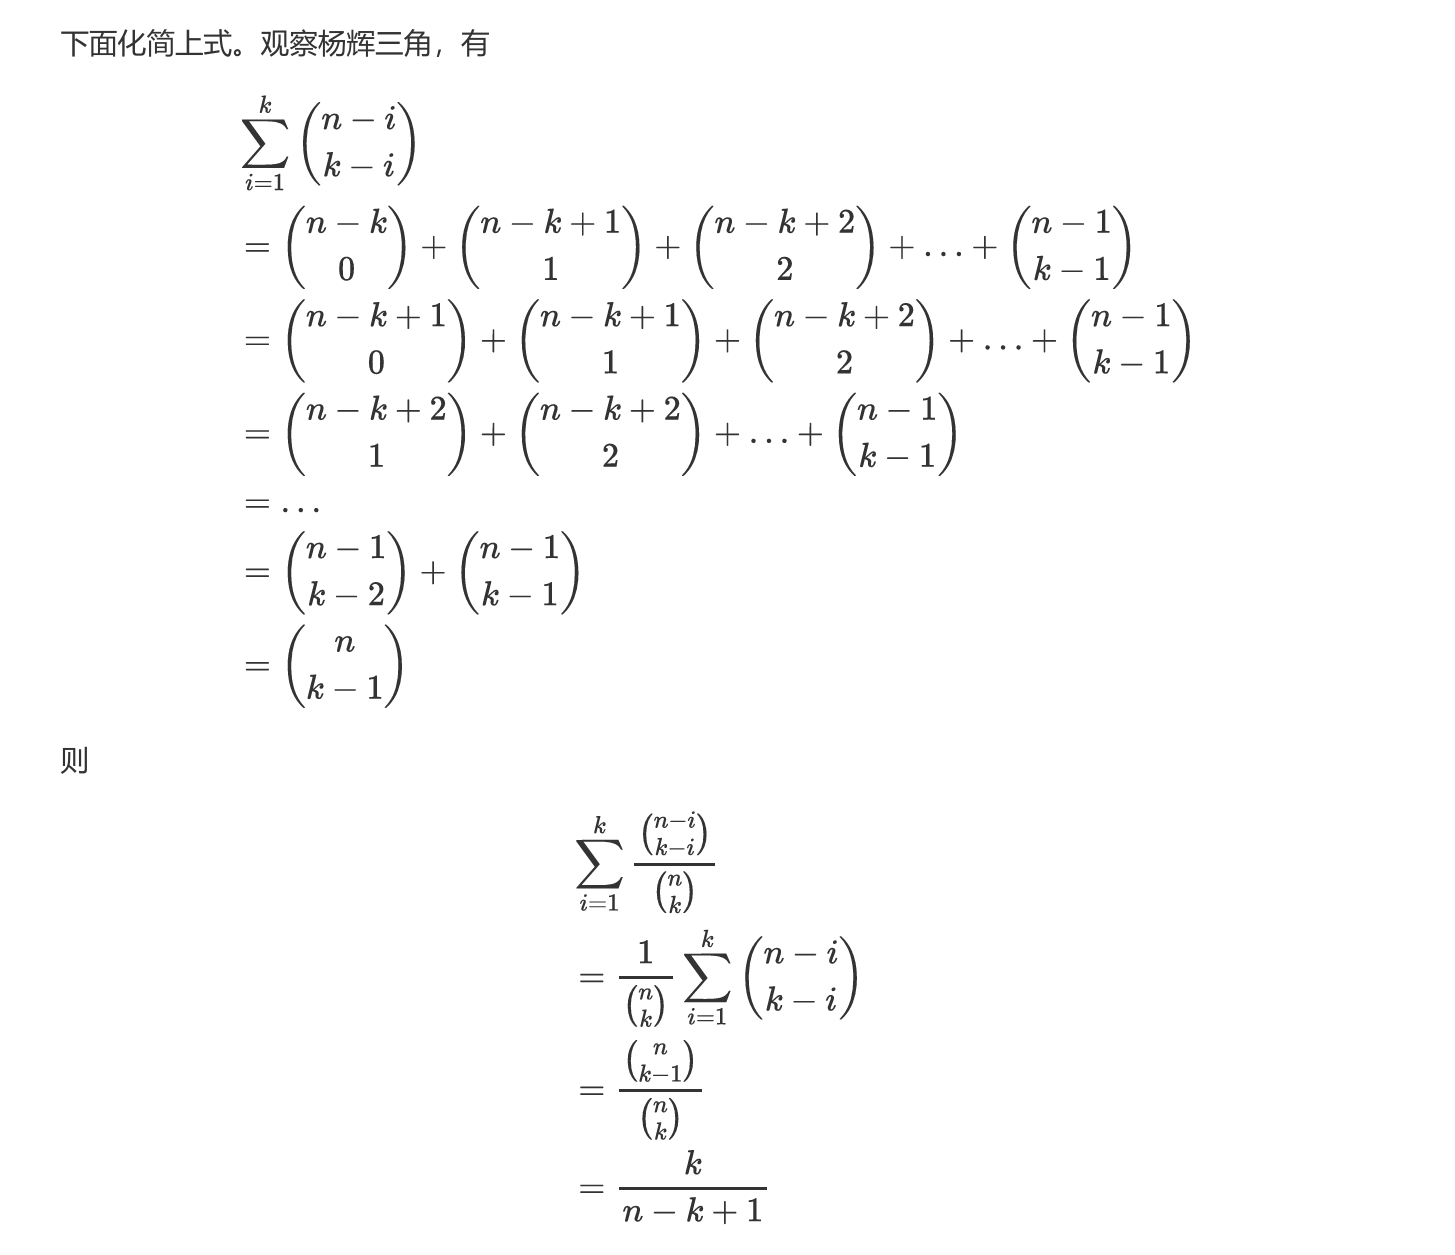 下面化简上式。观察杨辉三角，有
$$\sum_{i=1}^{k} \binom{n-i}{k-i}$$
$$= \binom{n-k}{0} + \binom{n-k+1}{1} + \binom{n-k+2}{2} + \ldots + \binom{n-1}{k-1}$$
$$= \binom{n-k+1}{0} + \binom{n-k+1}{1} + \binom{n-k+2}{2} + \ldots + \binom{n-1}{k-1}$$
$$= \binom{n-k+2}{1} + \binom{n-k+2}{2} + \ldots + \binom{n-1}{k-1}$$
$$= \ldots$$
$$= \binom{n-1}{k-2} + \binom{n-1}{k-1}$$
$$= \binom{n}{k-1}$$
则
$$\sum_{i=1}^{k} \frac{\binom{n-i}{k-i}}{\binom{n}{k}}$$
$$= \frac{1}{\binom{n}{k}} \sum_{i=1}^{k} \binom{n-i}{k-i}$$
$$= \frac{\binom{n}{k-1}}{\binom{n}{k}}$$
$$= \frac{k}{n-k+1}$$